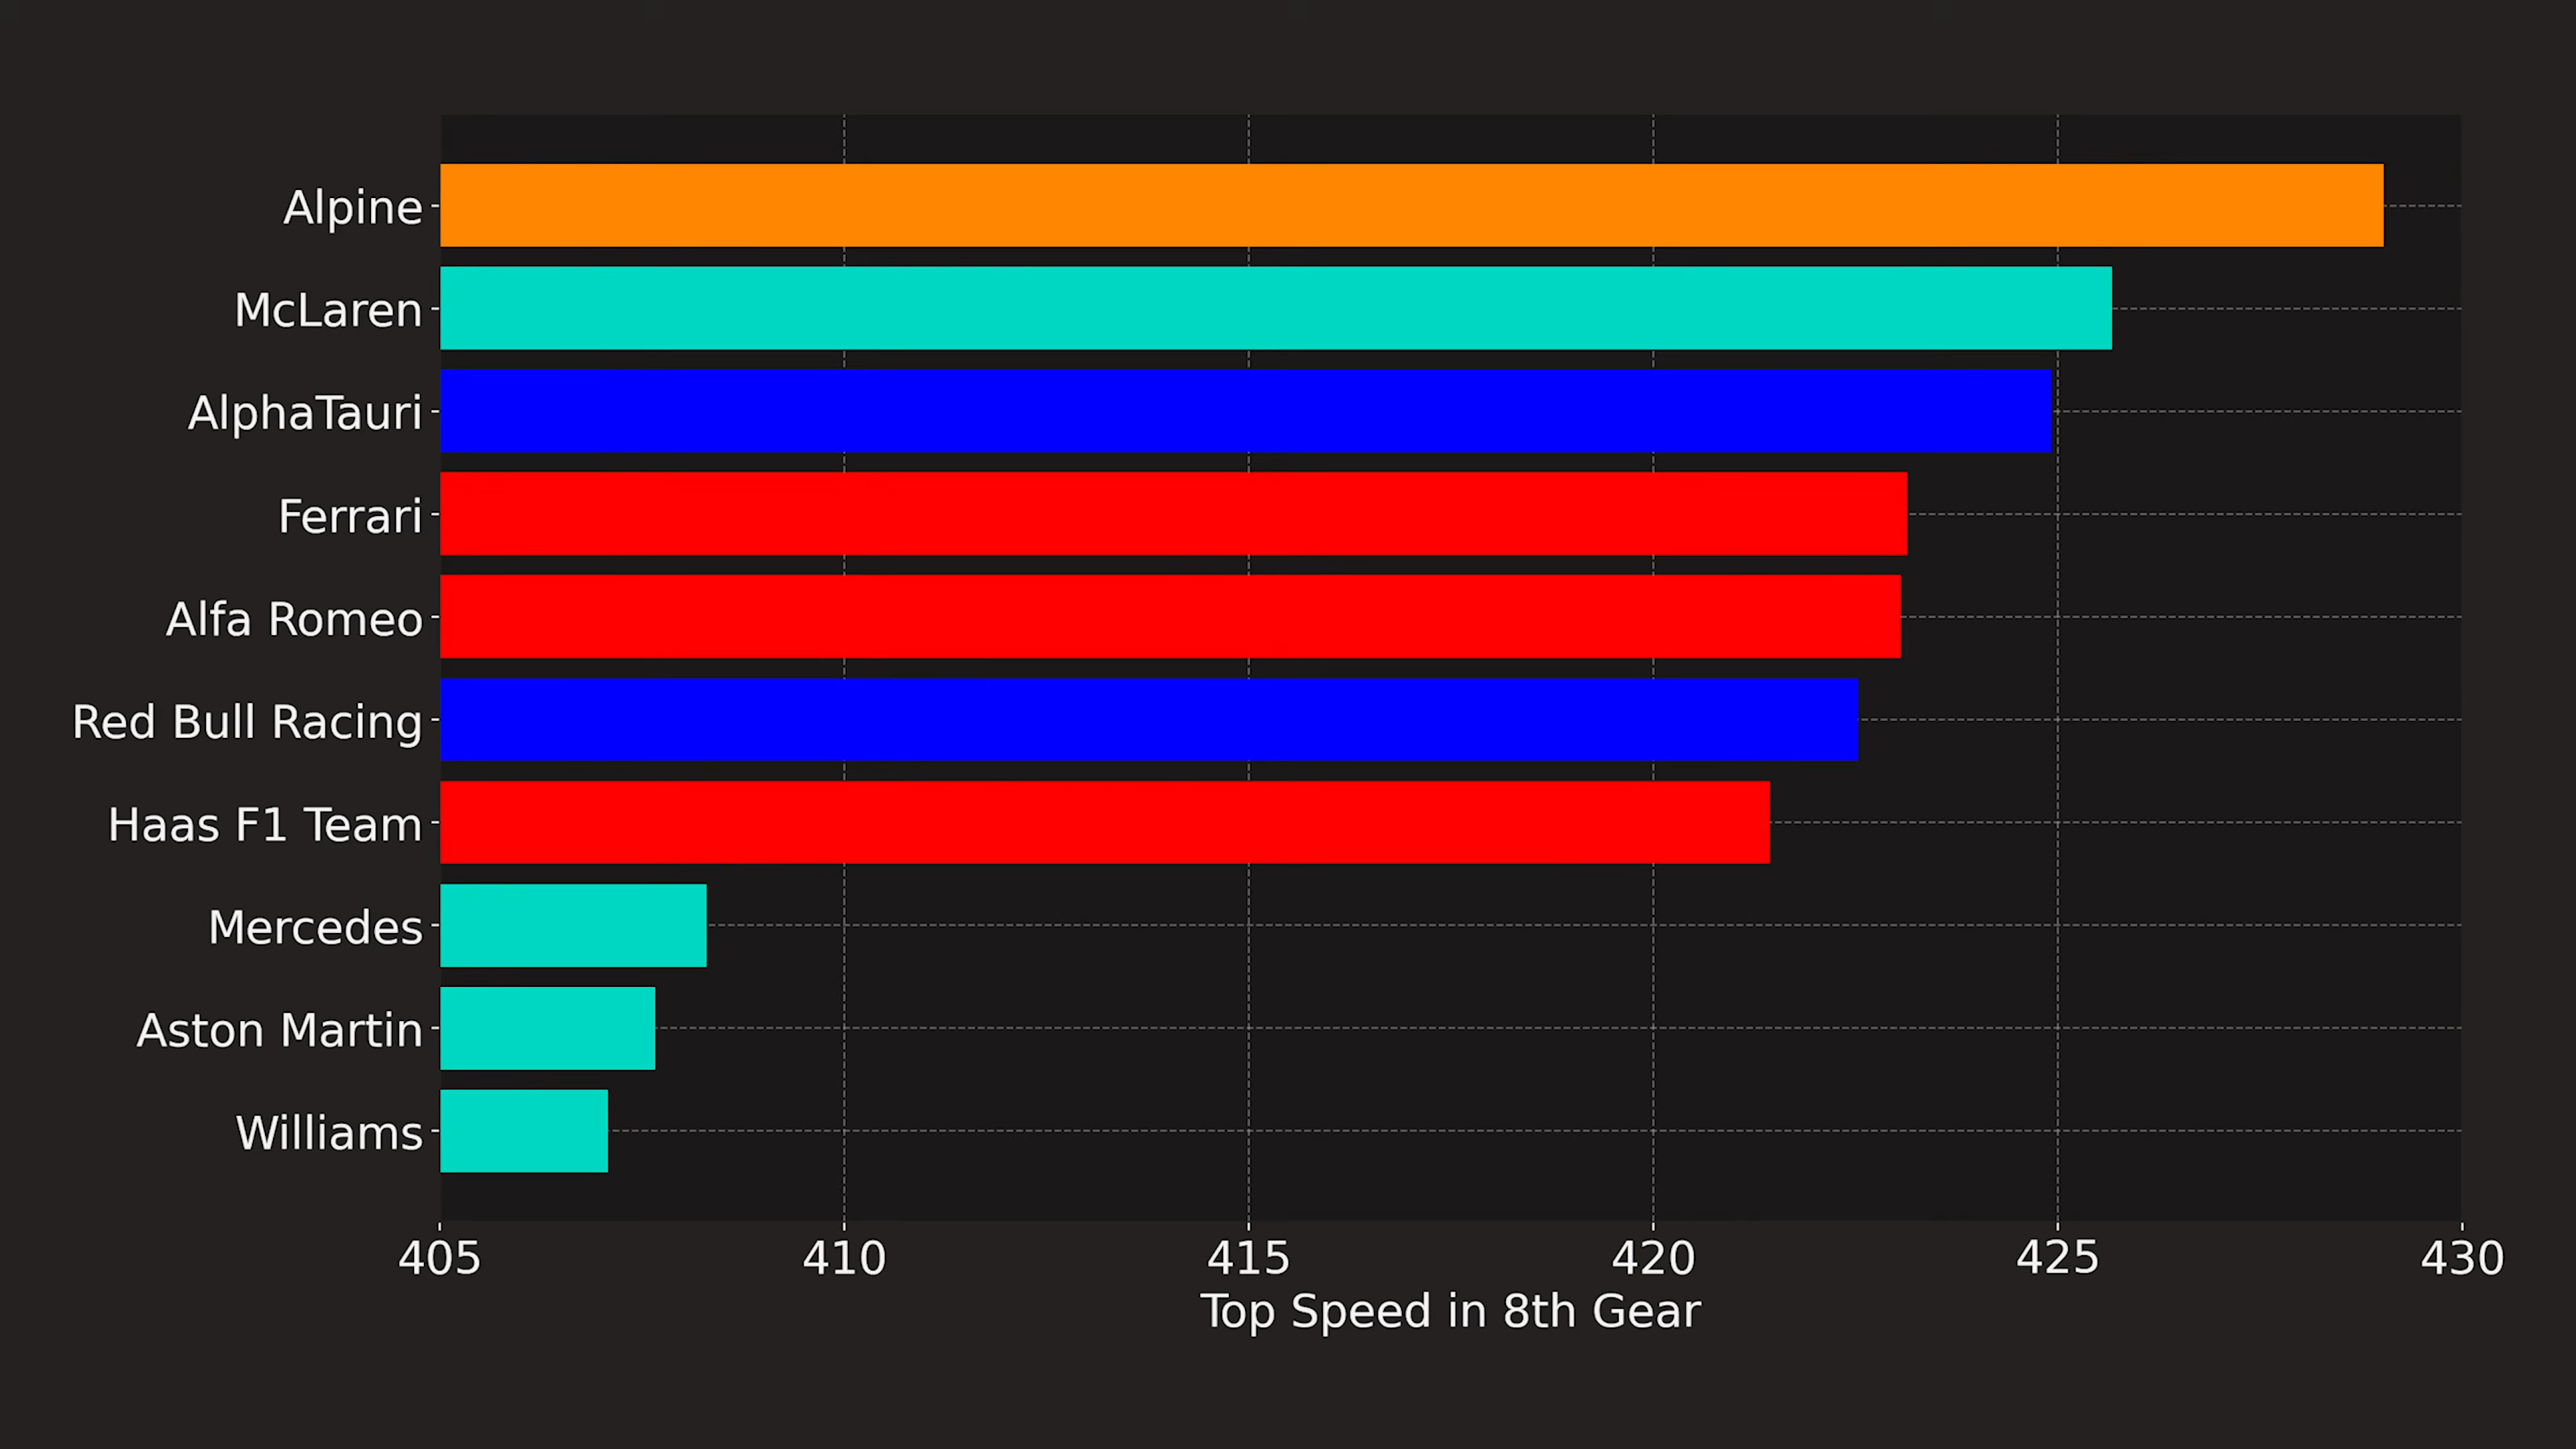 Alpine
McLaren
AlphaTauri
Ferrari
Alfa Romeo
Red Bull Racing
Haas F1 Team
Mercedes
Aston Martin
Williams
405 410 415 420 425 430
Top Speed in 8th Gear